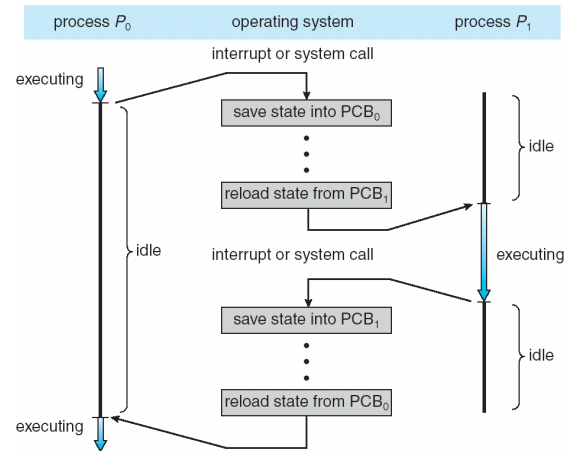 process P₀ operating system process P₁
interrupt or system call
executing
save state into PCB₀
idle
reload state from PCB₁
idle
interrupt or system call
executing
save state into PCB₁
idle
reload state from PCB₀
executing